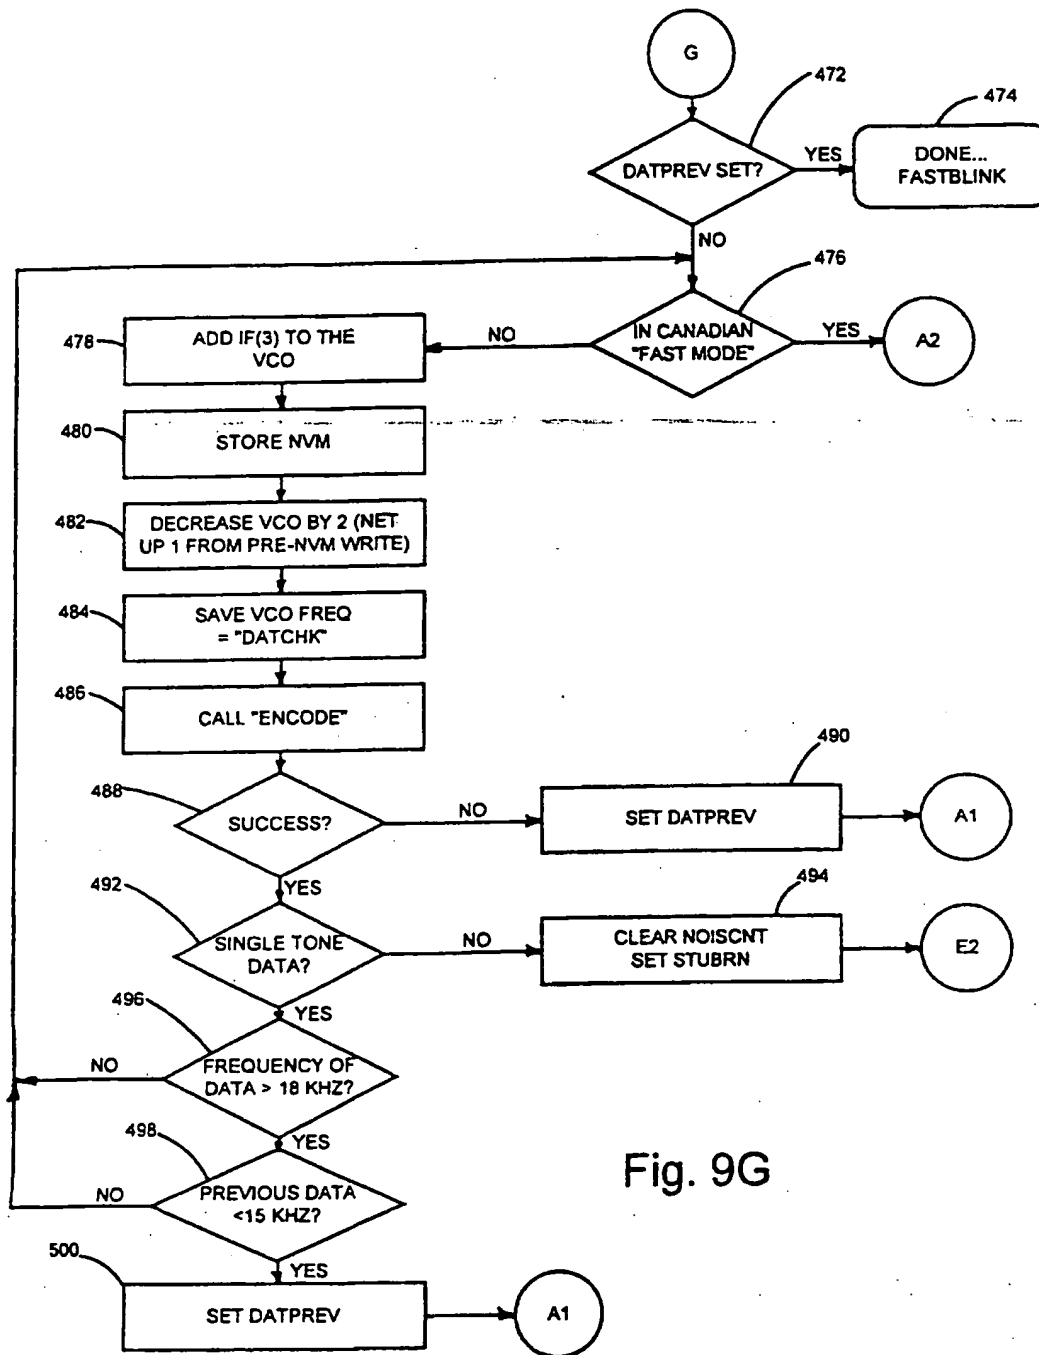 G
472
474
DATPREV SET?
YES
DONE...
FASTBLINK
NO
476
478
ADD IF(3) TO THE
VCO
NO
IN CANADIAN
"FAST MODE"
YES
A2
480
STORE NVM
482
DECREASE VCO BY 2 (NET
UP 1 FROM PRE-NVM WRITE)
484
SAVE VCO FREQ
= "DATCHK"
486
CALL "ENCODE"
488
SUCCESS?
NO
490
SET DATPREV
A1
YES
492
SINGLE TONE
DATA?
NO
494
CLEAR NOISCNT
SET STUBRN
E2
YES
496
NO
FREQUENCY OF
DATA > 18 KHZ?
YES
498
NO
PREVIOUS DATA
<15 KHZ?
YES
500
SET DATPREV
A1
Fig. 9G